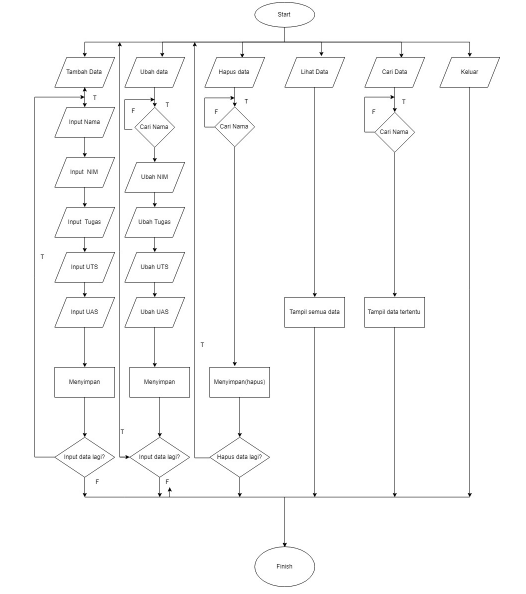 Start
Tambah Data
Ubah data
Hapus data
Lihat Data
Cari Data
Keluar
T
T
T
T
F
F
F
Input Nama
Cari Nama
Cari Nama
Cari Nama
Input NIM
Ubah NIM
Input Tugas
Ubah Tugas
T
Input UTS
Ubah UTS
Input UAS
Ubah UAS
Tampil semua data
Tampil data tertentu
T
Menyimpan
Menyimpan
Menyimpan(hapus)
T
Input data lagi?
Input data lagi?
Hapus data lagi?
F
F
Finish